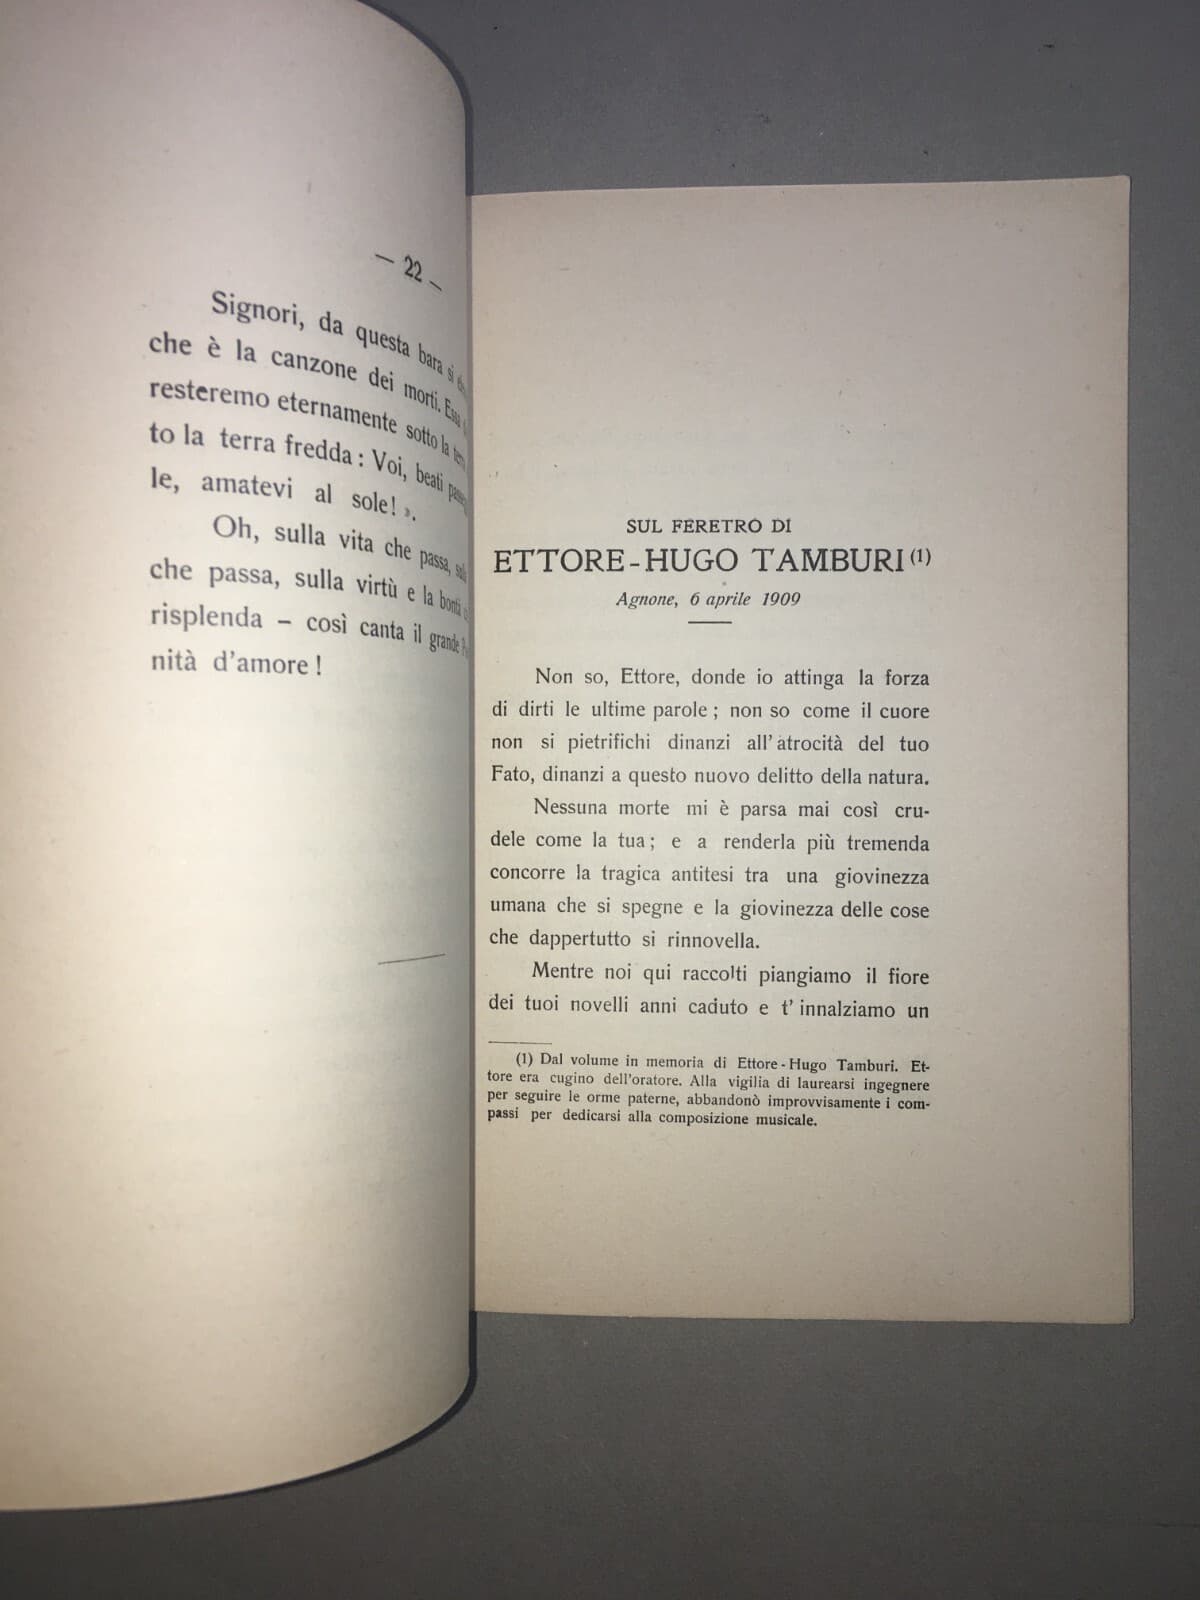 — 22 —
Signori, da questa bara si
che è la canzone dei morti. Essa
resteremo eternamente sotto la
to la terra fredda : Voi, beati
le, amatevi al sole! ».
Oh, sulla vita che passa,
che passa, sulla virtù e la bontà
risplenda – così canta il grande
nità d'amore !
SUL FERETRO DI
ETTORE-HUGO TAMBURI (1)
Agnone, 6 aprile 1909
Non so, Ettore, donde io attinga la forza
di dirti le ultime parole ; non so come il cuore
non si pietrifichi dinanzi all'atrocità del tuo
Fato, dinanzi a questo nuovo delitto della natura.
Nessuna morte mi è parsa mai così cru-
dele come la tua ; e a renderla più tremenda
concorre la tragica antitesi tra una giovinezza
umana che si spegne e la giovinezza delle cose
che dappertutto si rinnovella.
Mentre noi qui raccolti piangiamo il fiore
dei tuoi novelli anni caduto e t' innalziamo un
(1) Dal volume in memoria di Ettore - Hugo Tamburi. Et-
tore era cugino dell'oratore. Alla vigilia di laurearsi ingegnere
per seguire le orme paterne, abbandonò improvvisamente i com-
passi per dedicarsi alla composizione musicale.